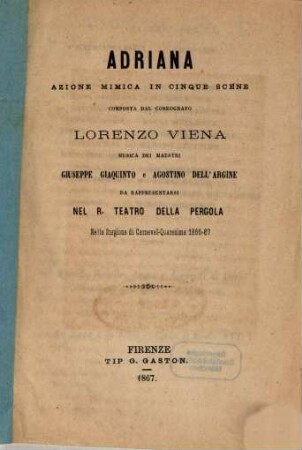 ADRIANA
AZIONE MIMICA IN CINQUE SCENE
COMPOSTA DAL COREOGRAFO
LORENZO VIENA
MUSICA DEI MAESTRI
GIUSEPPE GIAQUINTO e AGOSTINO DELL'ARGINE
DA RAPPRESENTARSI
NEL R. TEATRO DELLA PERGOLA
Nella Stagione di Carnevale-Quaresima 1866-67
FIRENZE
TIP G. GASTON.
1867.